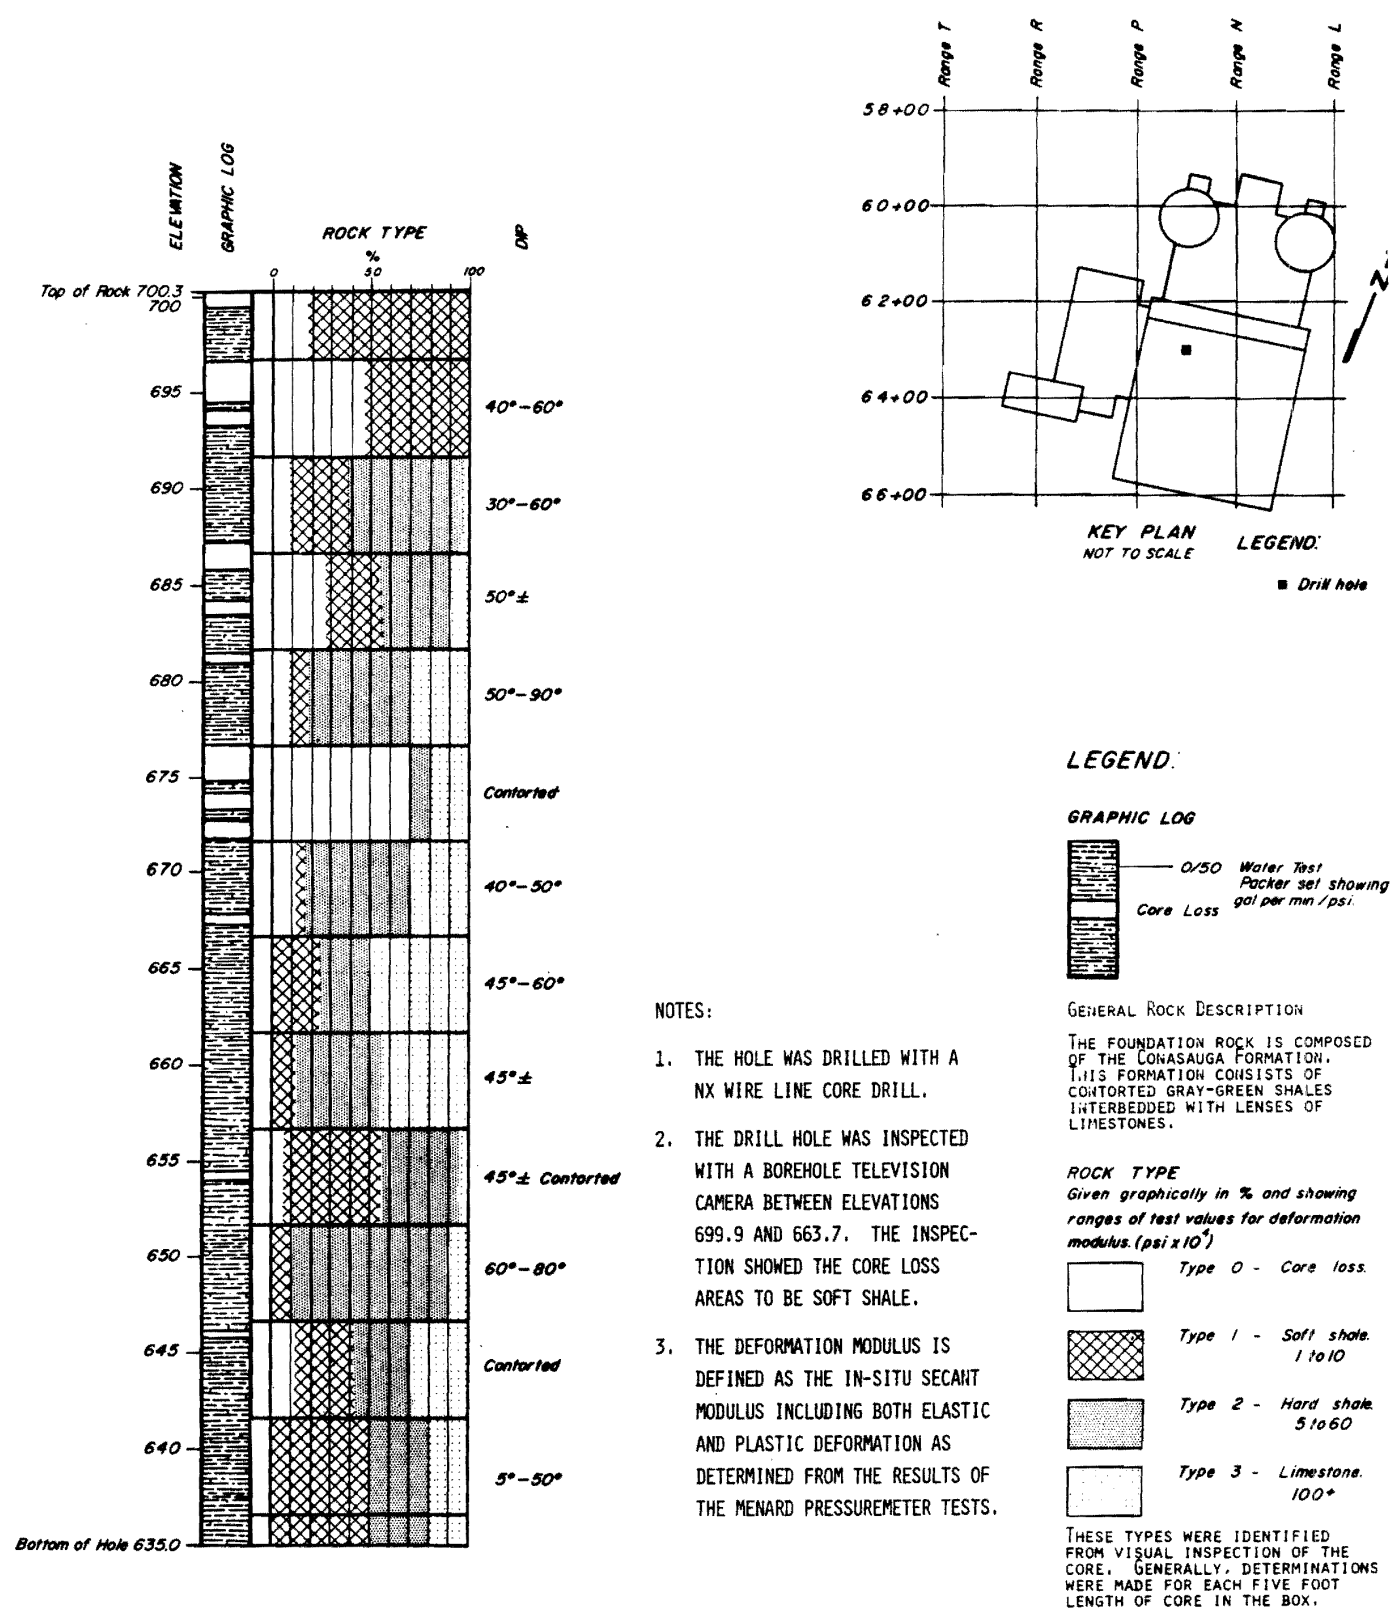 Range T
Range R
Range P
Range N
Range L
58+00
60+00
62+00
64+00
66+00
N
KEY PLAN
NOT TO SCALE
LEGEND:
Drill hole
ELEVATION
GRAPHIC LOG
ROCK TYPE
%
0 50 100
DIP
Top of Rock 700.3
700
695
690
685
680
675
670
665
660
655
650
645
640
Bottom of Hole 635.0
40°-60°
30°-60°
50°±
50°-90°
Contorted
40°-50°
45°-60°
45°±
45°± Contorted
60°-80°
Contorted
5°-50°
NOTES:
1. THE HOLE WAS DRILLED WITH A
NX WIRE LINE CORE DRILL.
2. THE DRILL HOLE WAS INSPECTED
WITH A BOREHOLE TELEVISION
CAMERA BETWEEN ELEVATIONS
699.9 AND 663.7. THE INSPEC-
TION SHOWED THE CORE LOSS
AREAS TO BE SOFT SHALE.
3. THE DEFORMATION MODULUS IS
DEFINED AS THE IN-SITU SECANT
MODULUS INCLUDING BOTH ELASTIC
AND PLASTIC DEFORMATION AS
DETERMINED FROM THE RESULTS OF
THE MENARD PRESSUREMETER TESTS.
LEGEND:
GRAPHIC LOG
0/50 Water Test
Packer set showing
gal per min/psi.
Core Loss
GENERAL ROCK DESCRIPTION
THE FOUNDATION ROCK IS COMPOSED
OF THE CONASAUGA FORMATION.
THIS FORMATION CONSISTS OF
CONTORTED GRAY-GREEN SHALES
INTERBEDDED WITH LENSES OF
LIMESTONES.
ROCK TYPE
Given graphically in % and showing
ranges of test values for deformation
modulus. (psi x 10⁴)
Type 0 - Core loss.
Type 1 - Soft shale.
1 to 10
Type 2 - Hard shale.
5 to 60
Type 3 - Limestone.
100+
THESE TYPES WERE IDENTIFIED
FROM VISUAL INSPECTION OF THE
CORE. GENERALLY, DETERMINATIONS
WERE MADE FOR EACH FIVE FOOT
LENGTH OF CORE IN THE BOX.